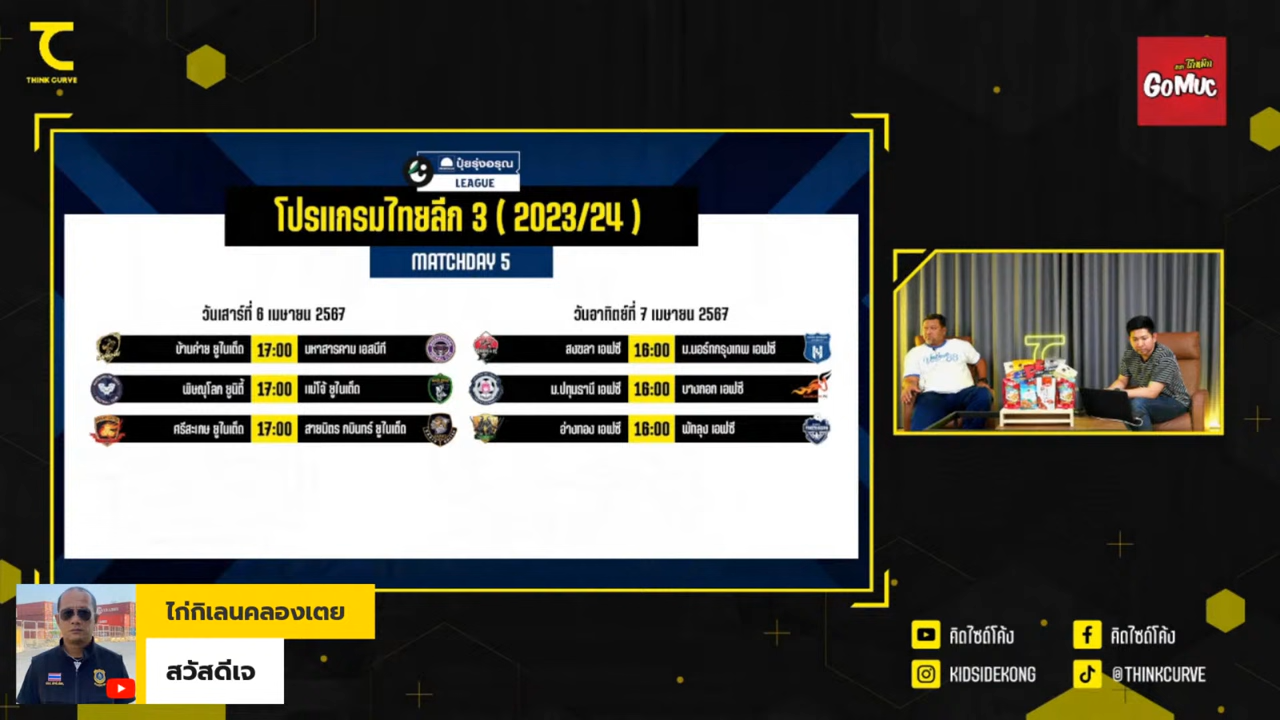 THINK CURVE
GOMUC
ปุ๋ยรุ่งอรุณ
LEAGUE
โปรแกรมไทยลีก 3 ( 2023/24 )
MATCHDAY 5
วันเสาร์ที่ 6 เมษายน 2567
บ้านค่าย ยูไนเต็ด 17:00 มหาสารคาม เอสบีที
พิษณุโลก ยูนิตี้ 17:00 แม่โจ้ ยูไนเต็ด
ศรีสะเกษ ยูไนเต็ด 17:00 สายมิตร กบินทร์ ยูไนเต็ด
วันอาทิตย์ที่ 7 เมษายน 2567
สงขลา เอฟซี 16:00 ม.นอร์ทกรุงเทพ เอฟซี
ม.ปทุมธานี เอฟซี 16:00 บางกอก เอฟซี
อ่างทอง เอฟซี 16:00 พัทลุง เอฟซี
ไก่กิเลนคลองเตย
สวัสดีเจ
คิดไซด์โค้ง
คิดไซด์โค้ง
KIDSIDEKONG
@THINKCURVE